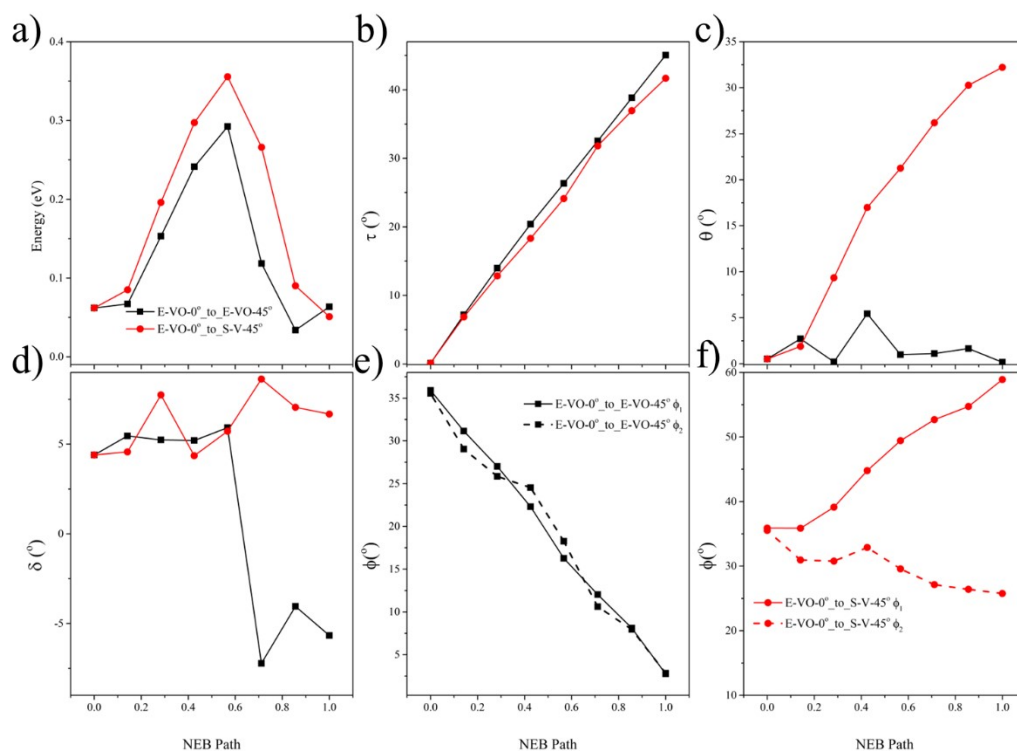 a)
0.4
0.3
0.2
0.1
0.0
Energy (eV)
E-VO-0°_to_E-VO-45°
E-VO-0°_to_S-V-45°
b)
40
30
20
10
0
τ (°)
c)
35
30
25
20
15
10
5
0
θ (°)
d)
5
0
-5
δ (°)
0.0 0.2 0.4 0.6 0.8 1.0
NEB Path
e)
40
35
30
25
20
15
10
5
0
ϕ(°)
E-VO-0°_to_E-VO-45° ϕ₁
E-VO-0°_to_E-VO-45° ϕ₂
0.0 0.2 0.4 0.6 0.8 1.0
NEB Path
f)
60
50
40
30
20
10
ϕ(°)
E-VO-0°_to_S-V-45° ϕ₁
E-VO-0°_to_S-V-45° ϕ₂
0.0 0.2 0.4 0.6 0.8 1.0
NEB Path